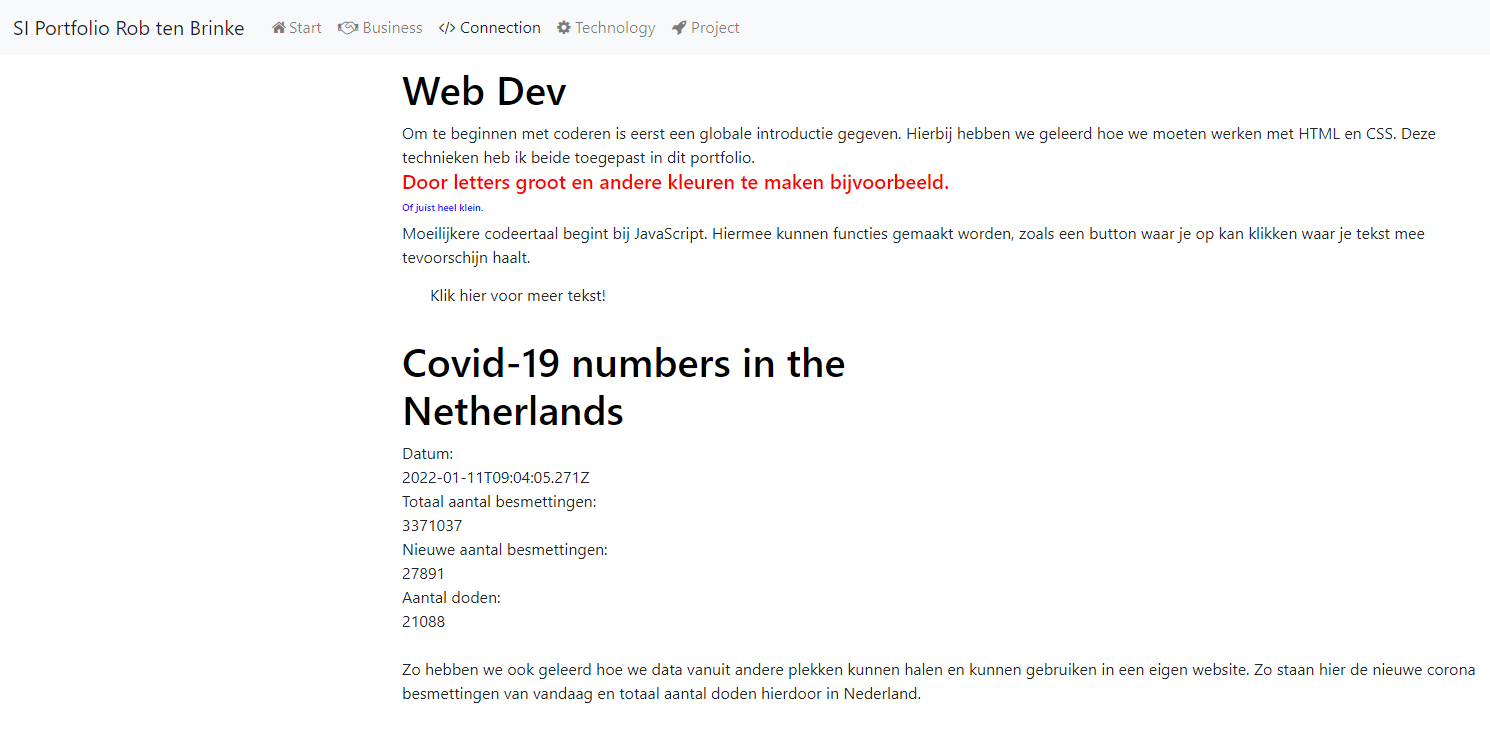 SI Portfolio Rob ten Brinke Start Business </> Connection Technology Project
Web Dev
Om te beginnen met coderen is eerst een globale introductie gegeven. Hierbij hebben we geleerd hoe we moeten werken met HTML en CSS. Deze
technieken heb ik beide toegepast in dit portfolio.
Door letters groot en andere kleuren te maken bijvoorbeeld.
Of juist heel klein.
Moeilijkere codeertaal begint bij JavaScript. Hiermee kunnen functies gemaakt worden, zoals een button waar je op kan klikken waar je tekst mee
tevoorschijn haalt.
Klik hier voor meer tekst!
Covid-19 numbers in the
Netherlands
Datum:
2022-01-11T09:04:05.271Z
Totaal aantal besmettingen:
3371037
Nieuwe aantal besmettingen:
27891
Aantal doden:
21088
Zo hebben we ook geleerd hoe we data vanuit andere plekken kunnen halen en kunnen gebruiken in een eigen website. Zo staan hier de nieuwe corona
besmettingen van vandaag en totaal aantal doden hierdoor in Nederland.